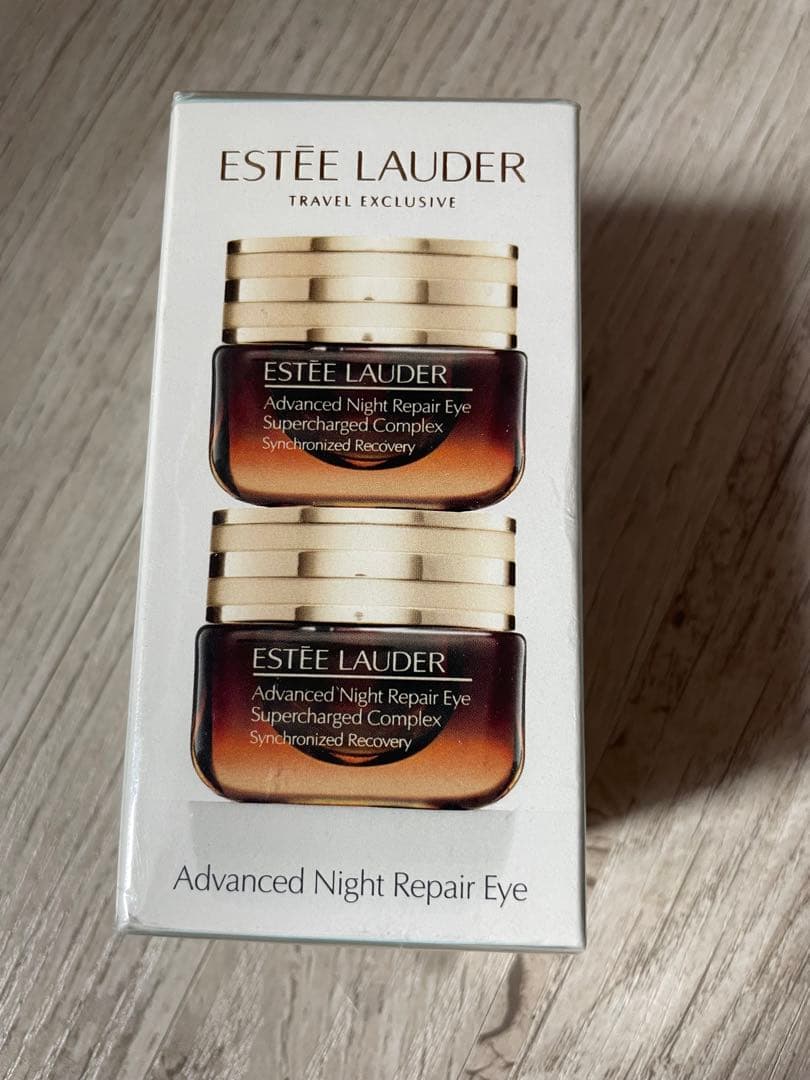 ESTĒE LAUDER
TRAVEL EXCLUSIVE
ESTĒE LAUDER
Advanced Night Repair Eye
Supercharged Complex
Synchronized Recovery
ESTĒE LAUDER
Advanced Night Repair Eye
Supercharged Complex
Synchronized Recovery
Advanced Night Repair Eye